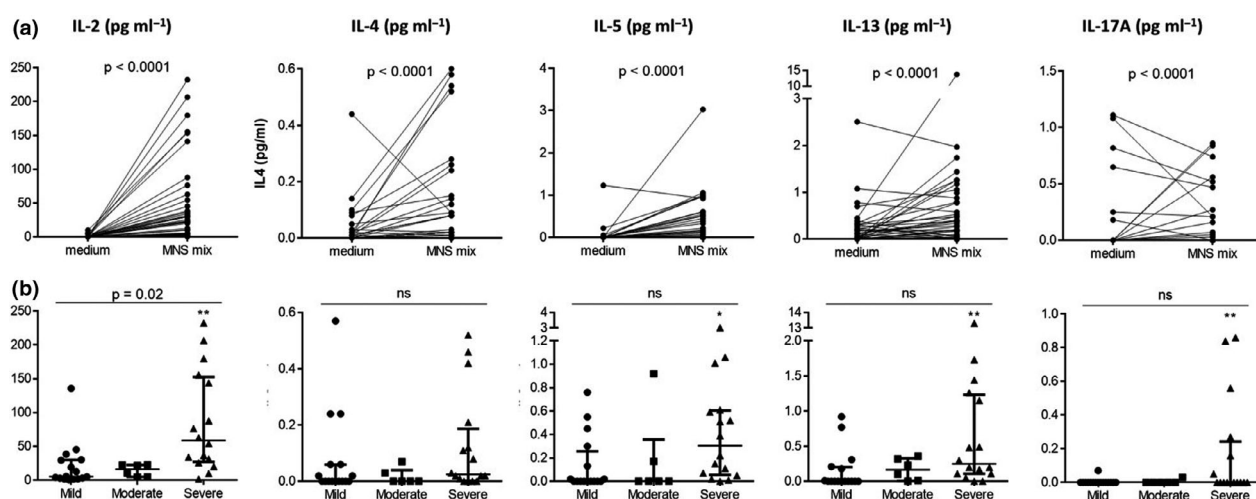 (a)
IL-2 (pg ml⁻¹)
IL-4 (pg ml⁻¹)
IL-5 (pg ml⁻¹)
IL-13 (pg ml⁻¹)
IL-17A (pg ml⁻¹)
250
200
150
100
50
0
p < 0.0001
medium
MNS mix
IL4 (pg/ml)
0.6
0.4
0.2
0.0
p < 0.0001
medium
MNS mix
4
3
2
1
0
p < 0.0001
medium
MNS mix
15
10
3
2
1
0
p < 0.0001
medium
MNS mix
1.5
1.0
0.5
0.0
p < 0.0001
medium
MNS mix
(b)
p = 0.02
250
200
150
100
50
0
**
Mild
Moderate
Severe
ns
0.6
0.4
0.2
0.0
Mild
Moderate
Severe
ns
4
3
1.2
1.0
0.8
0.6
0.4
0.2
0.0
*
Mild
Moderate
Severe
ns
14
13
2.0
1.5
1.0
0.5
0.0
**
Mild
Moderate
Severe
ns
1.0
0.8
0.6
0.4
0.2
0.0
**
Mild
Moderate
Severe